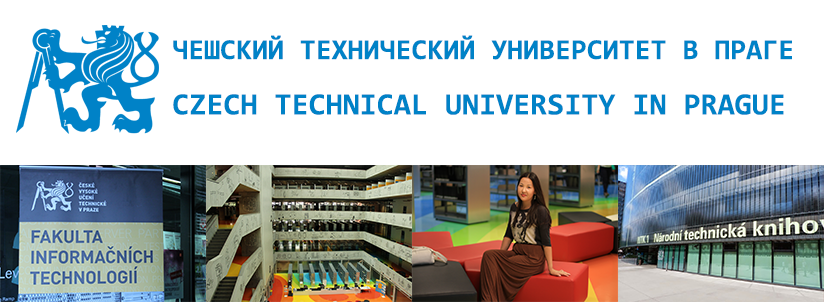 ЧЕШСКИЙ ТЕХНИЧЕСКИЙ УНИВЕРСИТЕТ В ПРАГЕ
CZECH TECHNICAL UNIVERSITY IN PRAGUE
ČESKÉ
VYSOKÉ
UČENÍ
TECHNICKÉ
V PRAZE
FAKULTA
INFORMAČNÍCH
TECHNOLOGIÍ
NTK1 Národní technická knihov